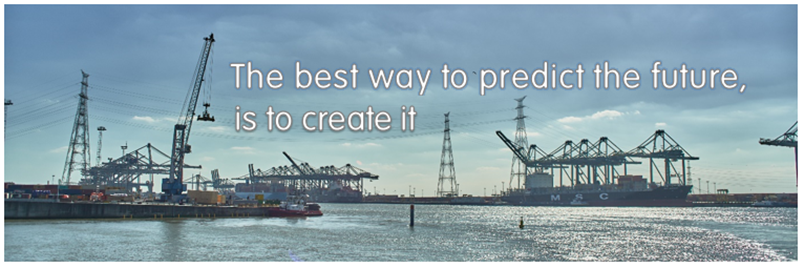 The best way to predict the future,
is to create it
M S C